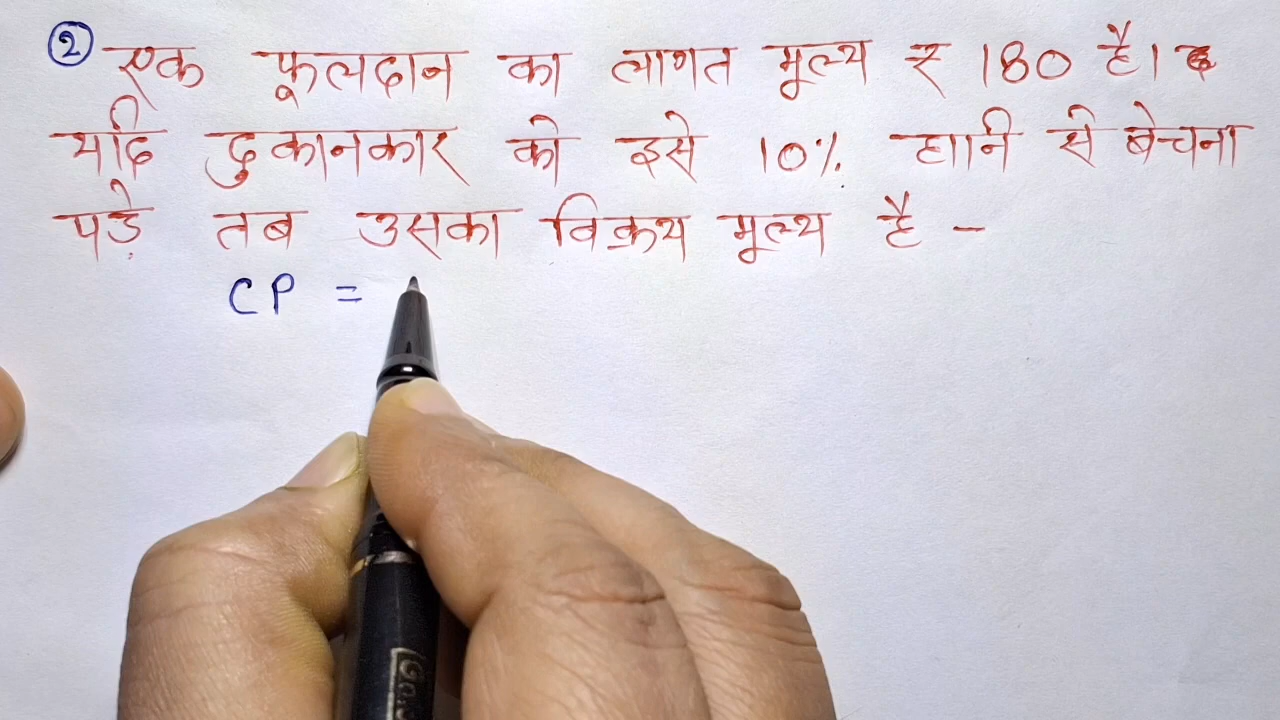 ② एक फूलदान का लागत मूल्य ₹ 180 है।
यदि दुकानकार को इसे 10% हानि से बेचना
पड़े तब उसका विक्रय मूल्य है -
CP =